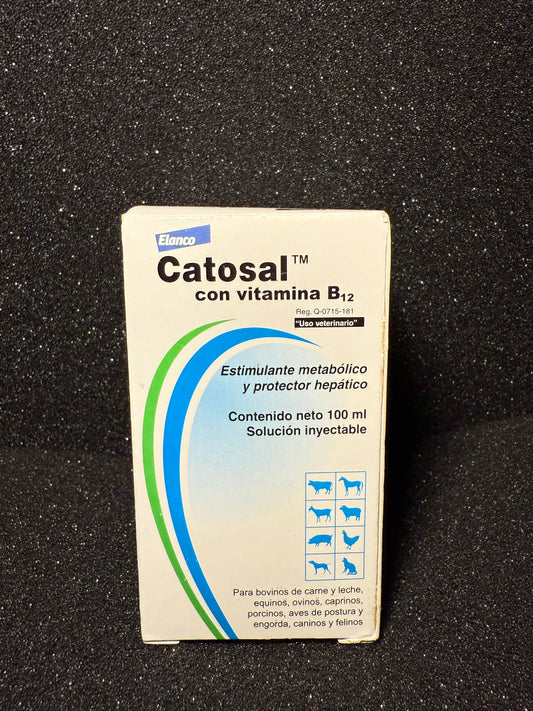 Elanco
Catosal™
con vitamina B₁₂
Reg. Q-0715-181
"Uso veterinario"
Estimulante metabólico
y protector hepático
Contenido neto 100 ml
Solución inyectable
Para bovinos de carne y leche,
equinos, ovinos, caprinos,
porcinos, aves de postura y
engorda, caninos y felinos